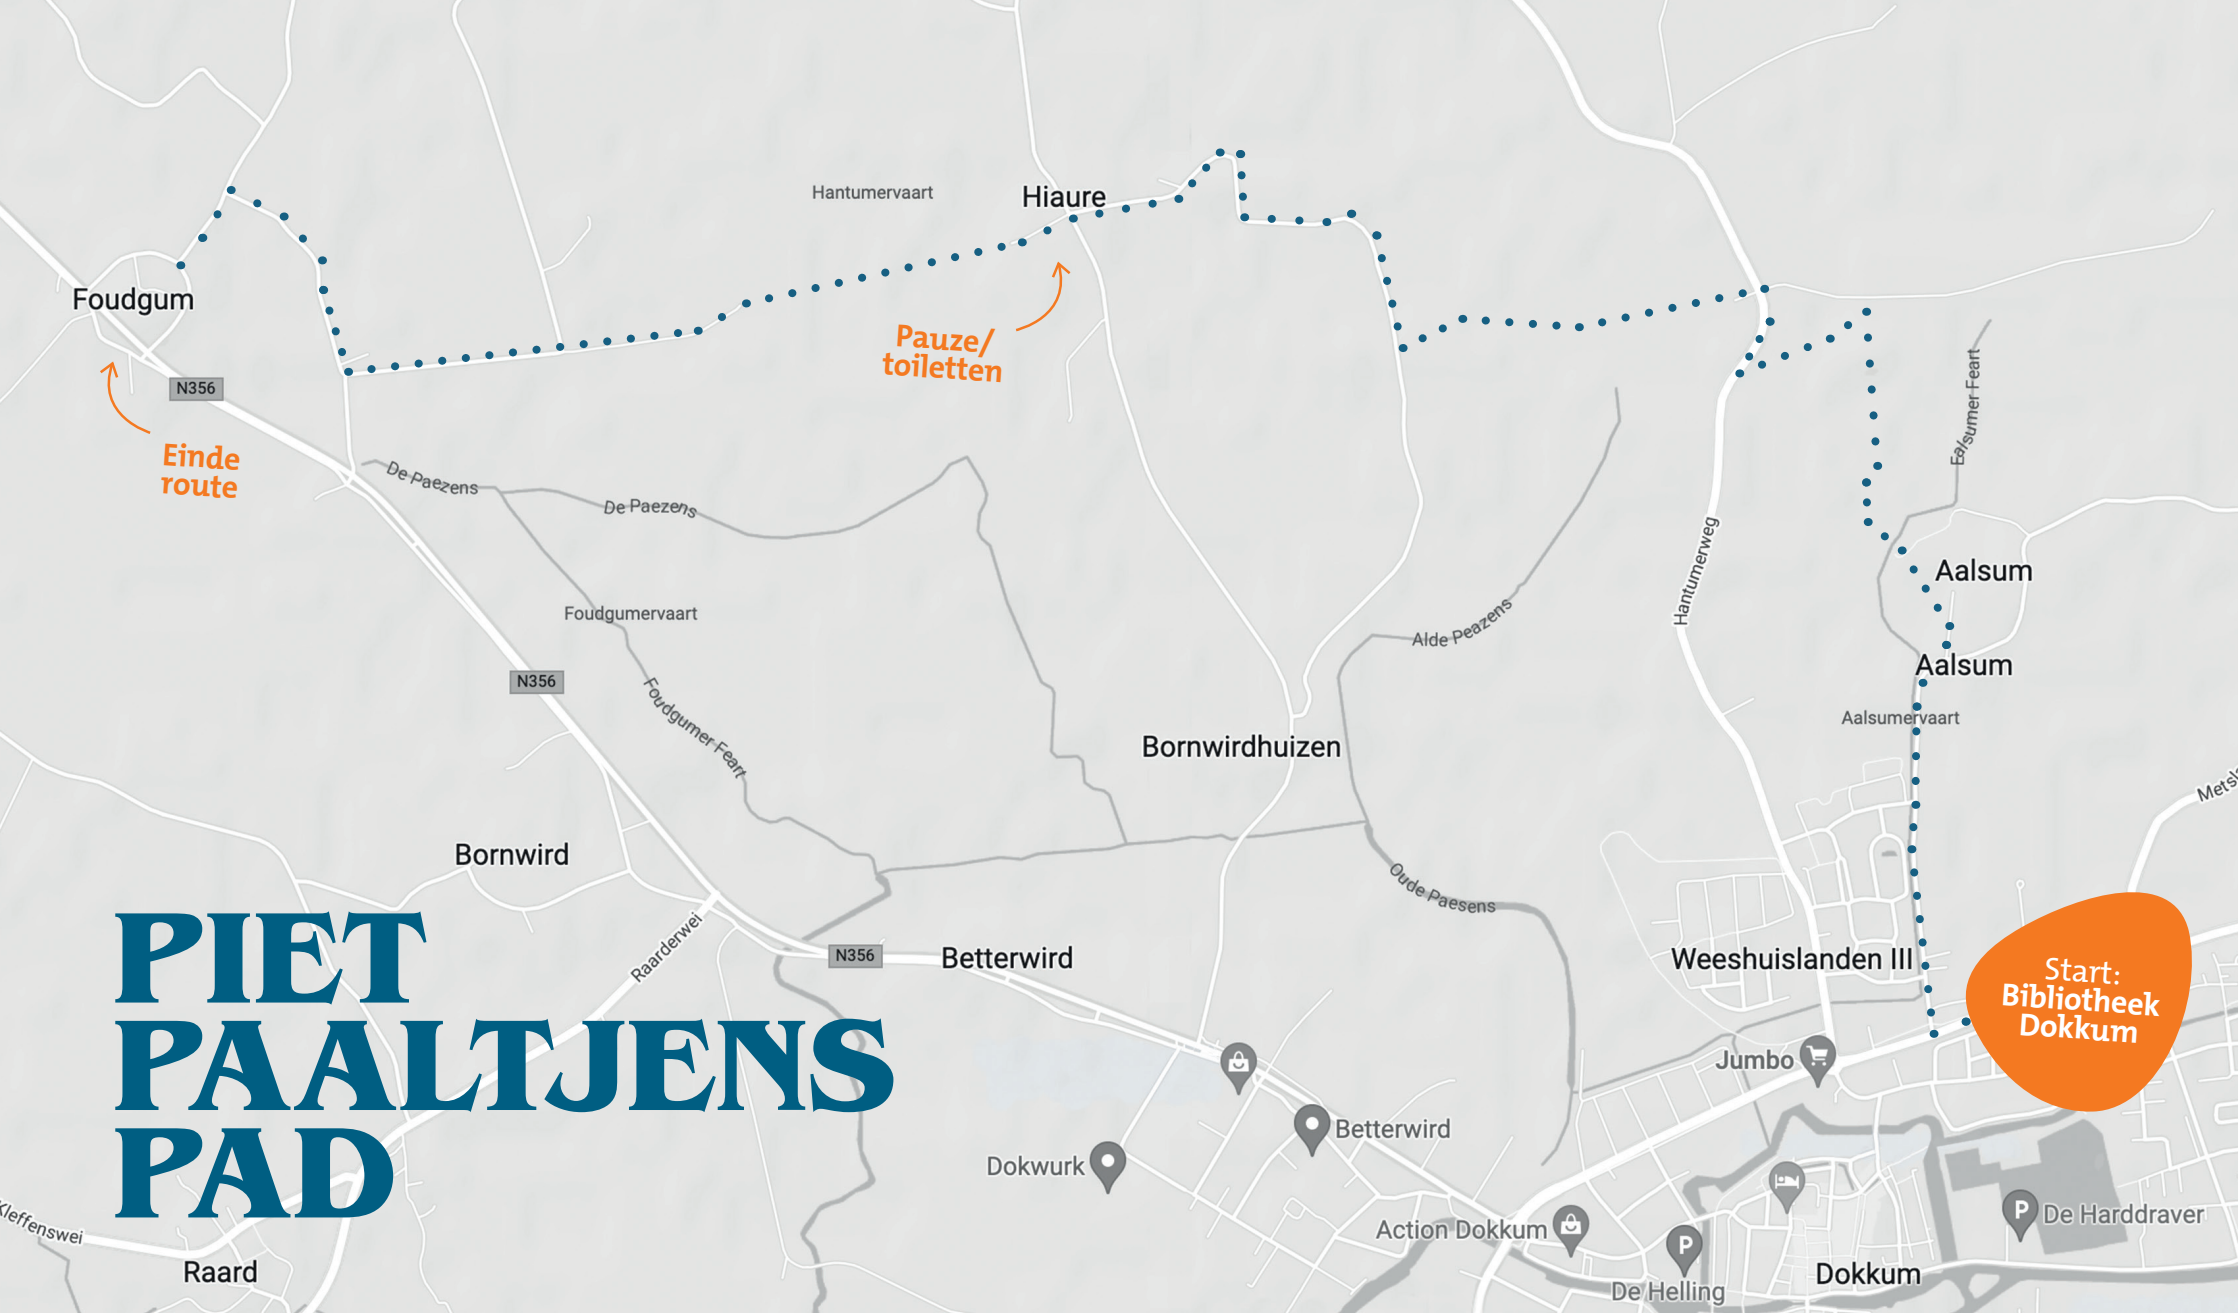 Hantumervaart
Hiaure
Foudgum
Pauze/
toiletten
N356
Einde
route
De Paezens
De Paezens
Ealsumer Feart
Hantumerweg
Aalsum
Foudgumervaart
Alde Peazens
Aalsum
N356
Foudgumer Feart
Aalsumervaart
Bornwirdhuizen
Bornwird
Oude Paesens
Raarderwei
N356
Betterwird
Weeshuislanden III
Start:
Bibliotheek
Dokkum
PIET
PAALTJENS
PAD
Jumbo
Betterwird
Dokwurk
Action Dokkum
De Harddraver
Kleffenswei
Raard
Dokkum
De Helling